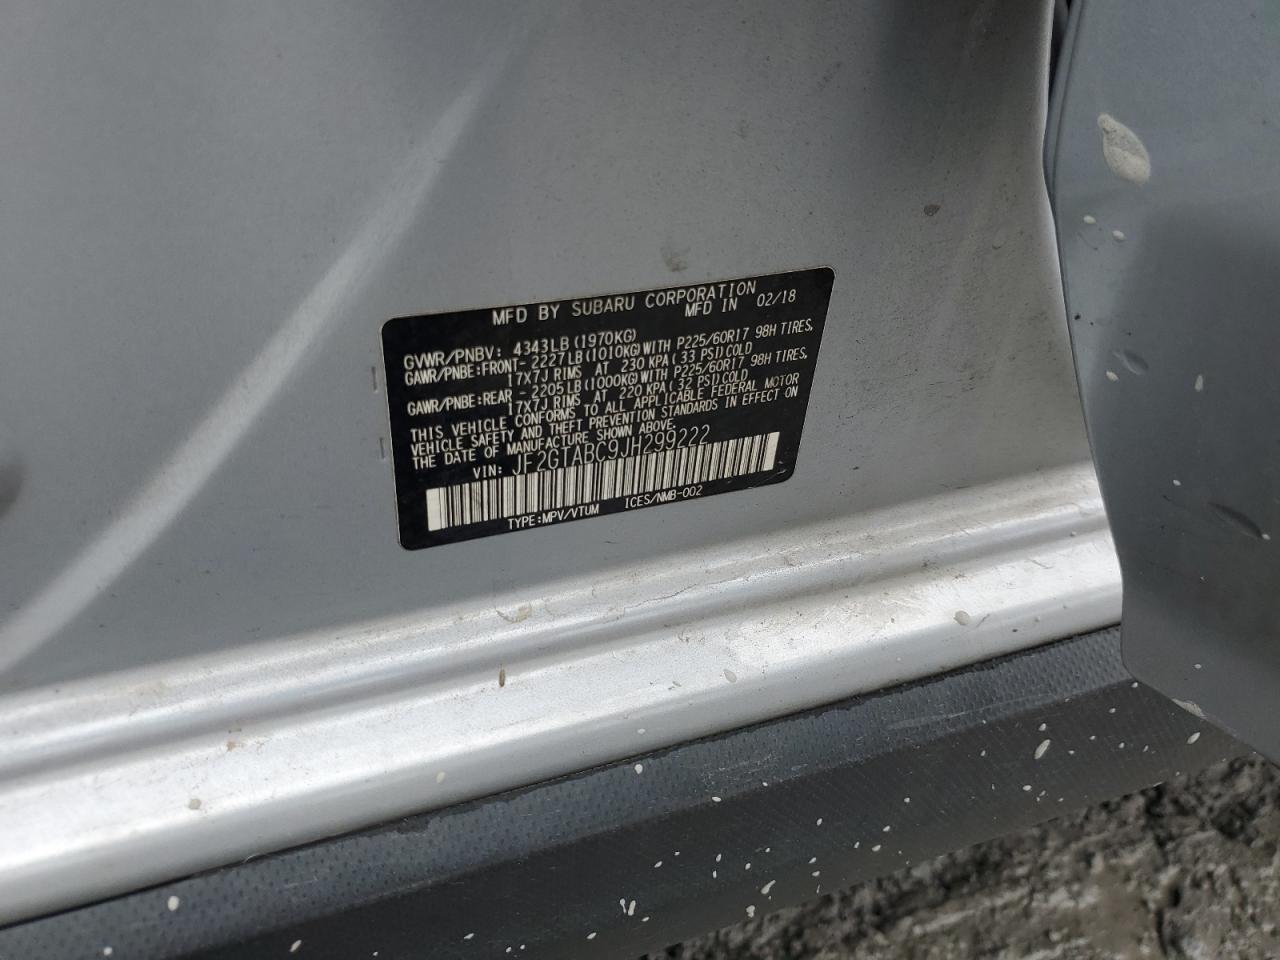 MFD BY SUBARU CORPORATION
MFD IN 02/18
GVWR/PNBV: 4343LB (1970KG)
GAWR/PNBE:FRONT-2227LB(1010KG)WITH P225/60R17 98H TIRES,
17X7J RIMS AT 230 KPA (33 PSI) COLD
GAWR/PNBE:REAR -2205LB(1000KG)WITH P225/60R17 98H TIRES,
17X7J RIMS AT 220 KPA (32 PSI) COLD
THIS VEHICLE CONFORMS TO ALL APPLICABLE FEDERAL MOTOR
VEHICLE SAFETY AND THEFT PREVENTION STANDARDS IN EFFECT ON
THE DATE OF MANUFACTURE SHOWN ABOVE.
VIN: JF2GTABC9JH299222
TYPE:MPV/VTUM ICES/NMB-002